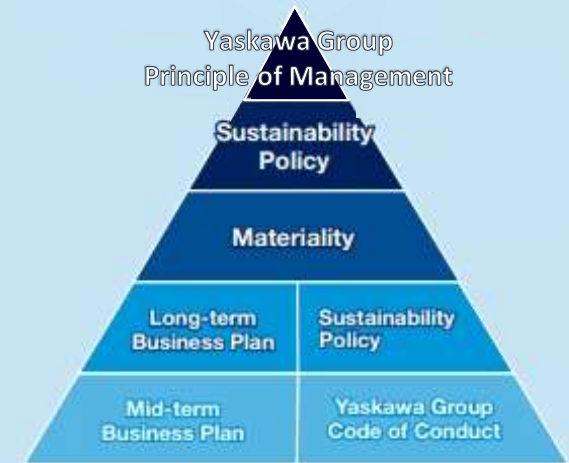 Yaskawa Group
Principle of Management
Sustainability
Policy
Materiality
Long-term
Business Plan
Sustainability
Policy
Mid-term
Business Plan
Yaskawa Group
Code of Conduct